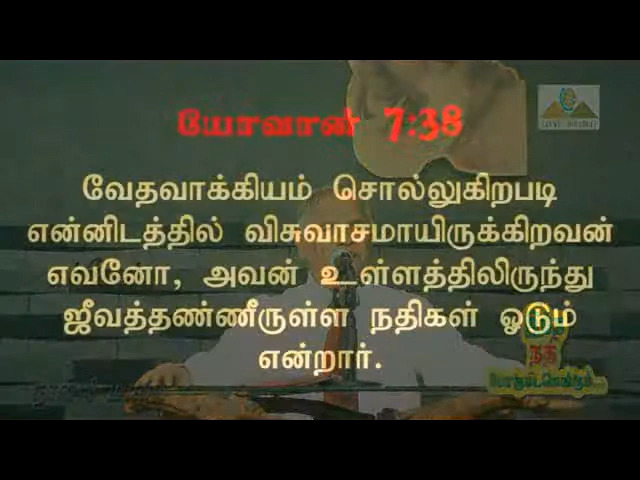 யோவான் 7:38
வேதவாக்கியம் சொல்லுகிறபடி
என்னிடத்தில் விசுவாசமாயிருக்கிறவன்
எவனோ, அவன் உள்ளத்திலிருந்து
ஜீவத்தண்ணீருள்ள நதிகள் ஓடும்
என்றார்.
நதி